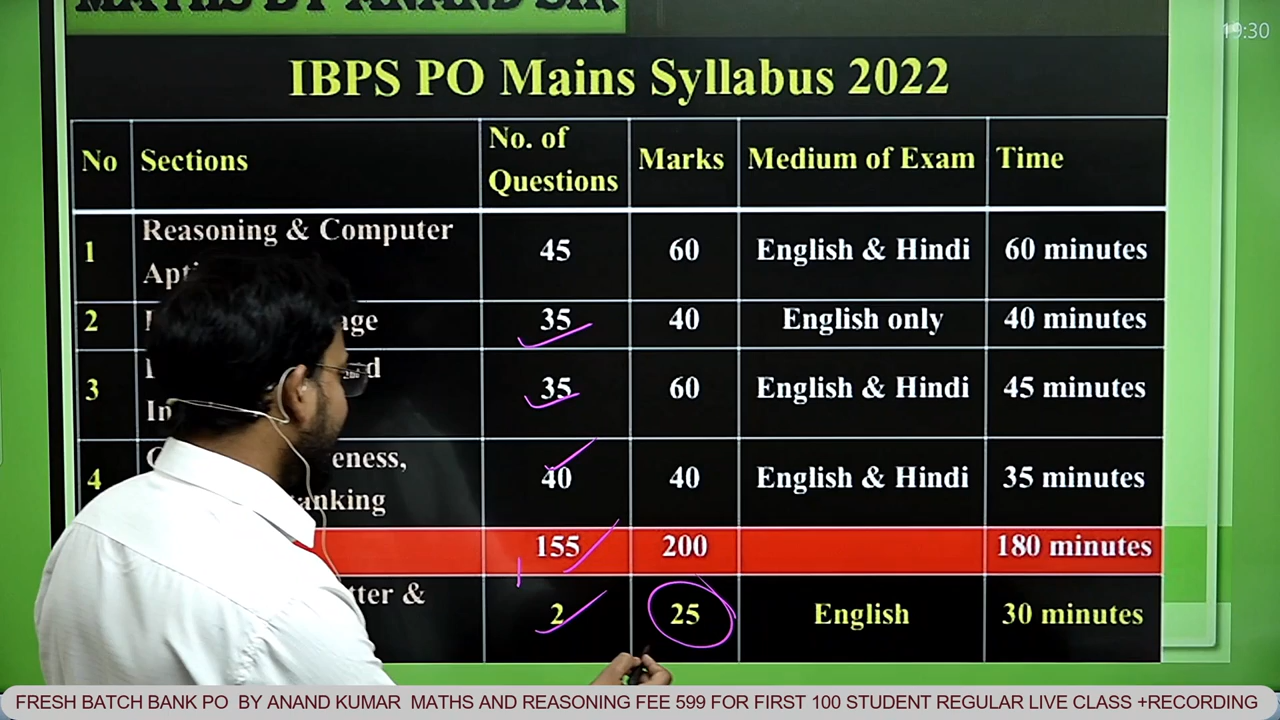 MATHS BY ANAND SIR
19:30
IBPS PO Mains Syllabus 2022
No Sections No. of Questions Marks Medium of Exam Time
1 Reasoning & Computer 45 60 English & Hindi 60 minutes
2 35 40 English only 40 minutes
3 35 60 English & Hindi 45 minutes
4 40 40 English & Hindi 35 minutes
155 200 180 minutes
& 2 25 English 30 minutes
FRESH BATCH BANK PO BY ANAND KUMAR MATHS AND REASONING FEE 599 FOR FIRST 100 STUDENT REGULAR LIVE CLASS +RECORDING